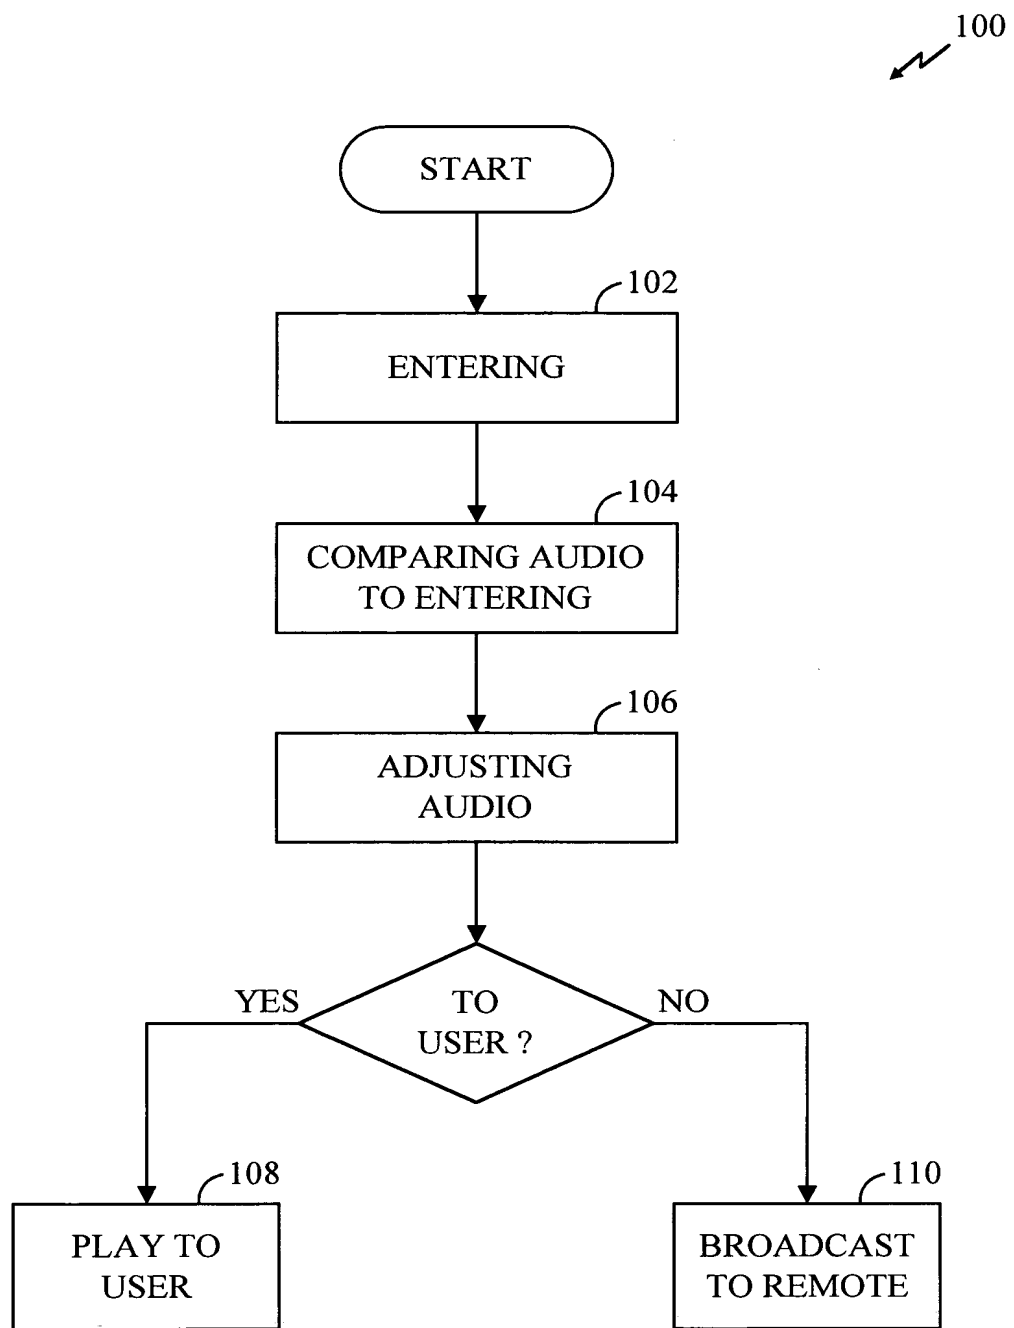 100
START
102
ENTERING
104
COMPARING AUDIO
TO ENTERING
106
ADJUSTING
AUDIO
YES
TO
USER ?
NO
108
PLAY TO
USER
110
BROADCAST
TO REMOTE